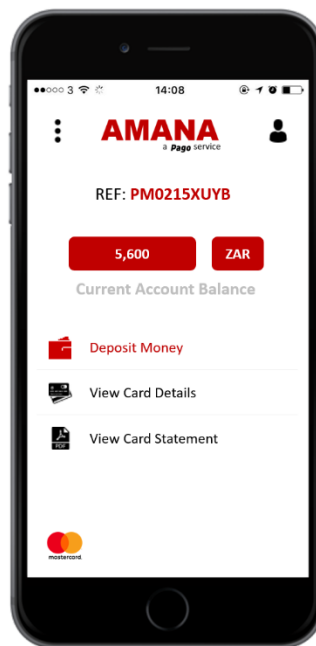 3 14:08
AMANA
a Pago service
REF: PM0215XUYB
5,600 ZAR
Current Account Balance
Deposit Money
View Card Details
View Card Statement
PDF
mastercard